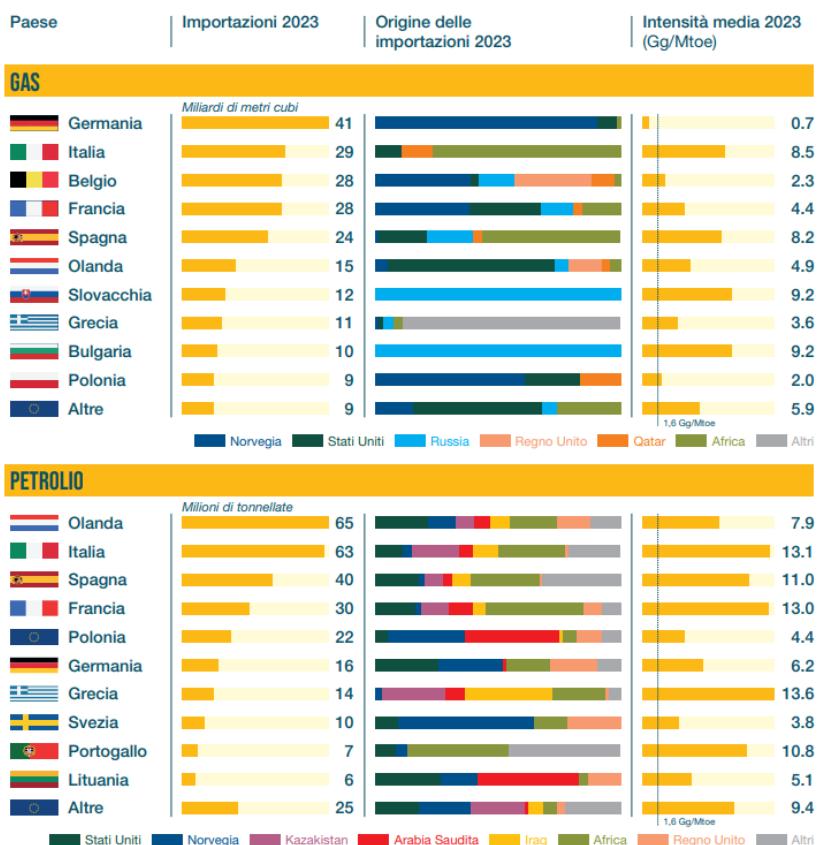 Paese
Importazioni 2023
Origine delle
importazioni 2023
Intensità media 2023
(Gg/Mtoe)
GAS
Miliardi di metri cubi
Germania 41 0.7
Italia 29 8.5
Belgio 28 2.3
Francia 28 4.4
Spagna 24 8.2
Olanda 15 4.9
Slovacchia 12 9.2
Grecia 11 3.6
Bulgaria 10 9.2
Polonia 9 2.0
Altre 9 5.9
1,6 Gg/Mtoe
Norvegia Stati Uniti Russia Regno Unito Qatar Africa Altri
PETROLIO
Milioni di tonnellate
Olanda 65 7.9
Italia 63 13.1
Spagna 40 11.0
Francia 30 13.0
Polonia 22 4.4
Germania 16 6.2
Grecia 14 13.6
Svezia 10 3.8
Portogallo 7 10.8
Lituania 6 5.1
Altre 25 9.4
1,6 Gg/Mtoe
Stati Uniti Norvegia Kazakistan Arabia Saudita Iraq Africa Regno Unito Altri